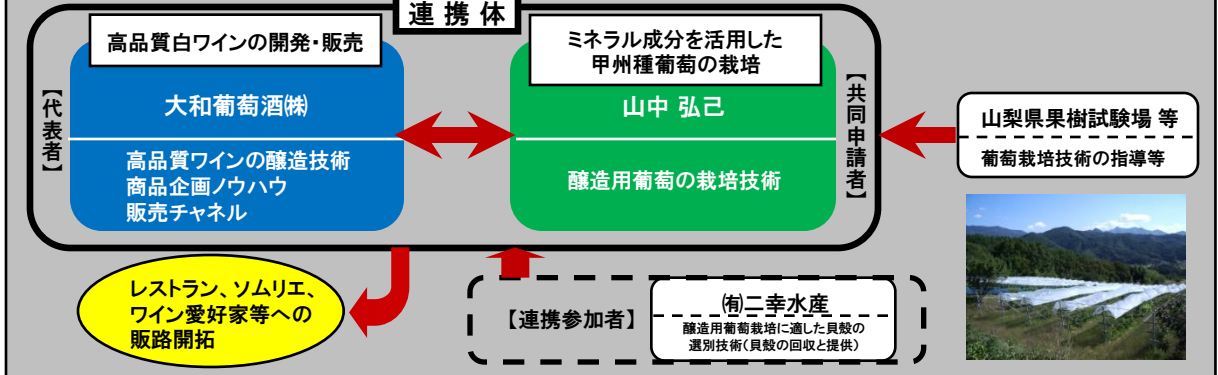 連携体
高品質白ワインの開発・販売
【代表者】
大和葡萄酒㈱
高品質ワインの醸造技術
商品企画ノウハウ
販売チャネル
ミネラル成分を活用した
甲州種葡萄の栽培
山中 弘己
醸造用葡萄の栽培技術
【共同申請者】
山梨県果樹試験場 等
葡萄栽培技術の指導等
レストラン、ソムリエ、
ワイン愛好家等への
販路開拓
【連携参加者】
㈲二幸水産
醸造用葡萄栽培に適した貝殻の
選別技術(貝殻の回収と提供)